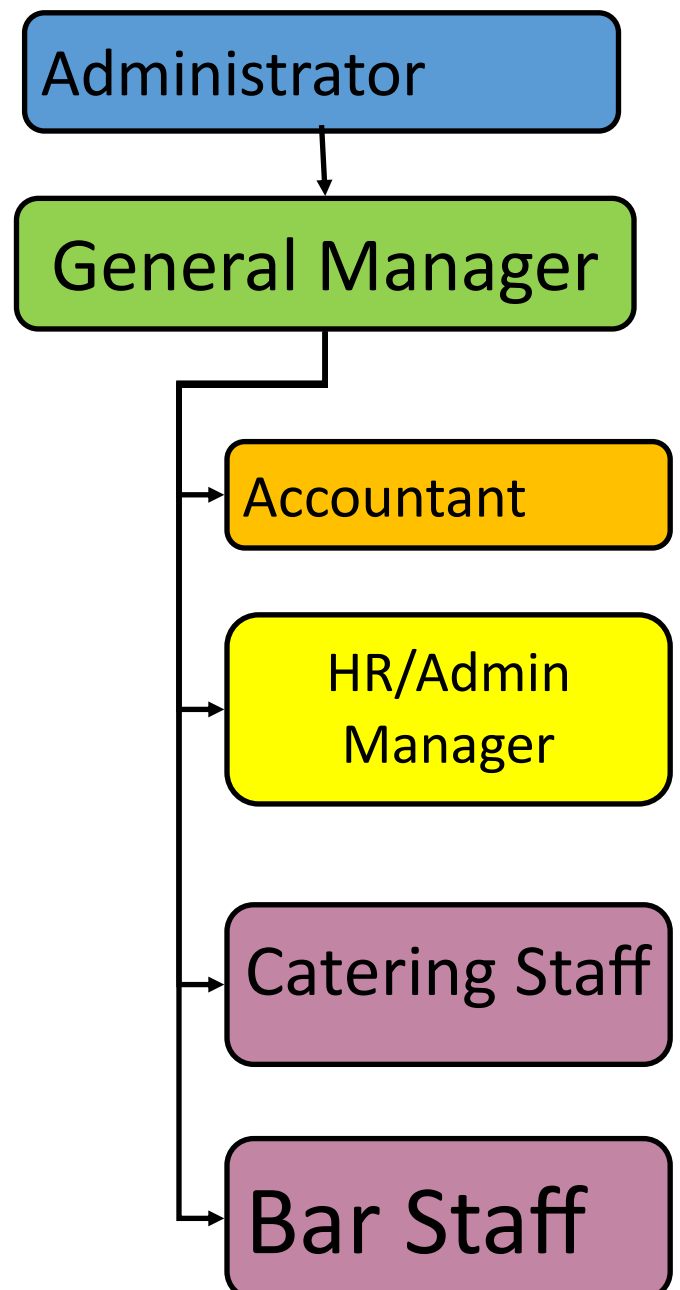 Administrator
General Manager
Accountant
HR/Admin
Manager
Catering Staff
Bar Staff